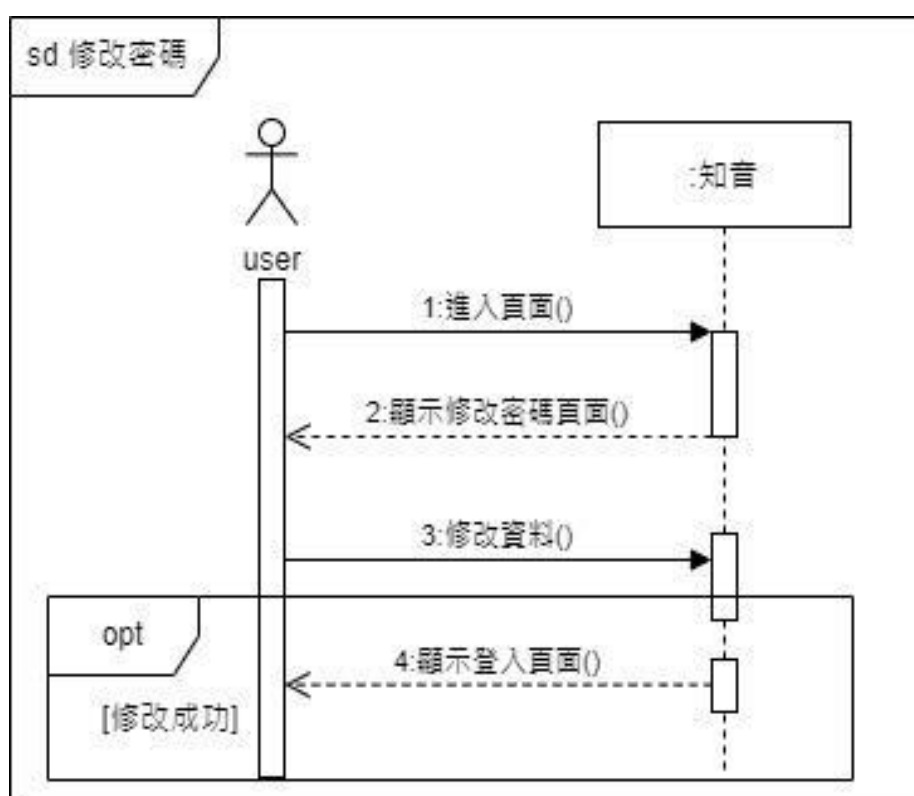 sd 修改密碼
:知音
user
1:進入頁面()
2:顯示修改密碼頁面()
3:修改資料()
opt
4:顯示登入頁面()
[修改成功]